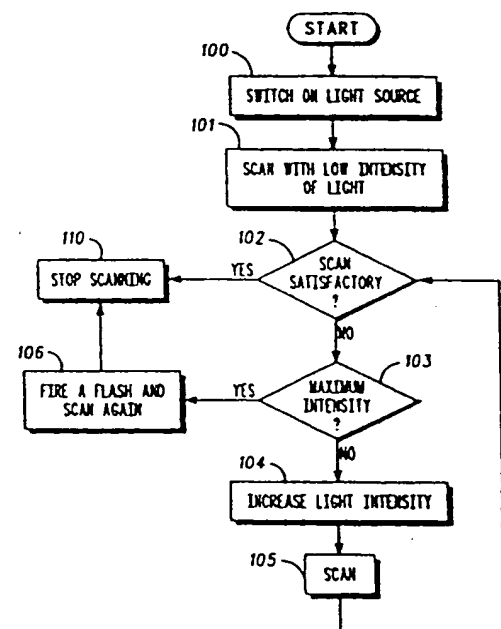 START
100
SWITCH ON LIGHT SOURCE
101
SCAN WITH LOW INTENSITY
OF LIGHT
102
SCAN
SATISFACTORY
?
YES
110
STOP SCANNING
NO
103
MAXIMUM
INTENSITY
?
YES
106
FIRE A FLASH AND
SCAN AGAIN
NO
104
INCREASE LIGHT INTENSITY
105
SCAN